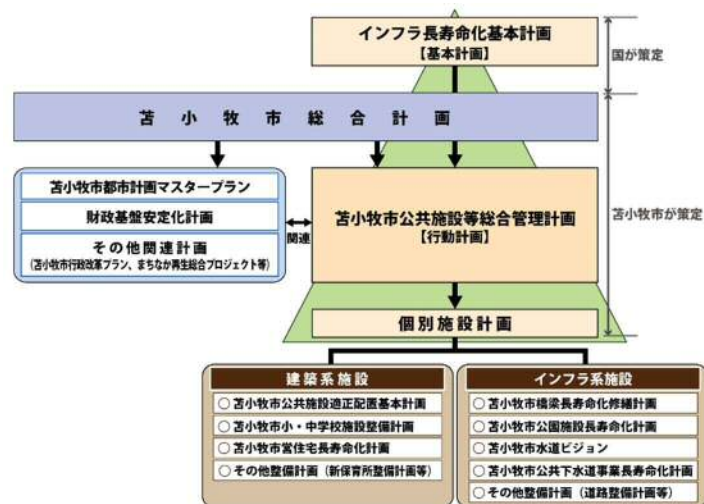 インフラ長寿命化基本計画
【基本計画】
国が策定
苫小牧市総合計画
苫小牧市都市計画マスタープラン
財政基盤安定化計画
その他関連計画
(苫小牧市行政改革プラン、まちなか再生総合プロジェクト等)
関連
苫小牧市公共施設等総合管理計画
【行動計画】
苫小牧市が策定
個別施設計画
建築系施設
○ 苫小牧市公共施設適正配置基本計画
○ 苫小牧市小・中学校施設整備計画
○ 苫小牧市営住宅長寿命化計画
○ その他整備計画（新保育所整備計画等）
インフラ系施設
○ 苫小牧市橋梁長寿命化修繕計画
○ 苫小牧市公園施設長寿命化計画
○ 苫小牧市水道ビジョン
○ 苫小牧市公共下水道事業長寿命化計画
○ その他整備計画（道路整備計画等）